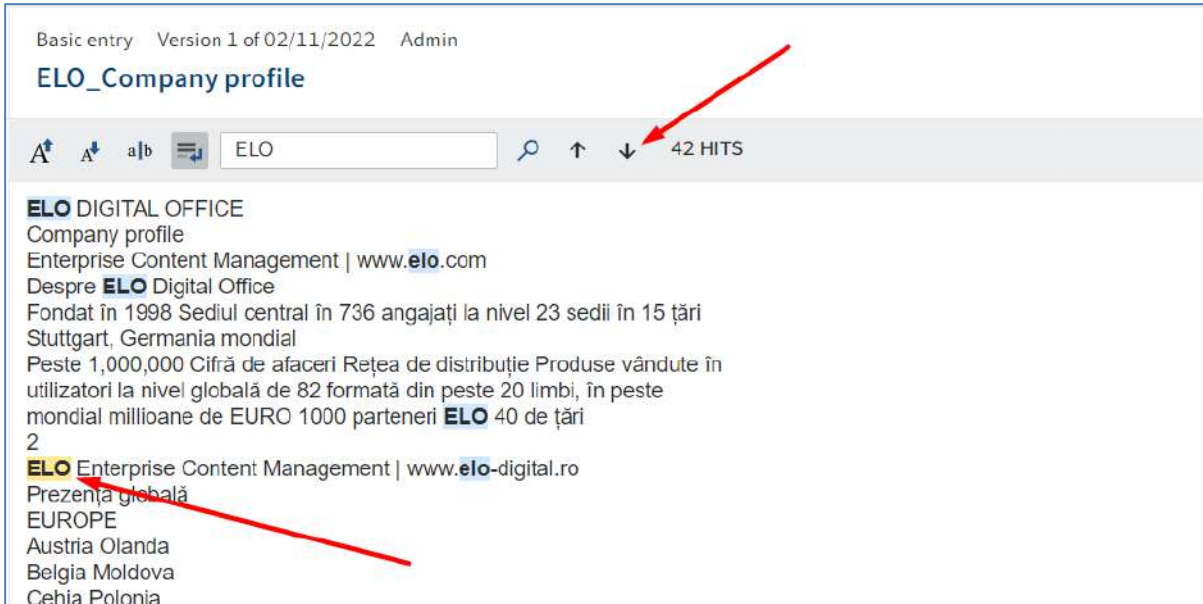 Basic entry Version 1 of 02/11/2022 Admin
ELO_Company profile
A A a|b ELO 42 HITS
ELO DIGITAL OFFICE
Company profile
Enterprise Content Management | www.elo.com
Despre ELO Digital Office
Fondat în 1998 Sediul central în 736 angajați la nivel 23 sedii în 15 țări
Stuttgart, Germania mondial
Peste 1,000,000 Cifră de afaceri Rețea de distribuție Produse vândute în
utilizatori la nivel globală de 82 formată din peste 20 limbi, în peste
mondial millioane de EURO 1000 parteneri ELO 40 de țări
2
ELO Enterprise Content Management | www.elo-digital.ro
Prezența globală
EUROPE
Austria Olanda
Belgia Moldova
Cehia Polonia